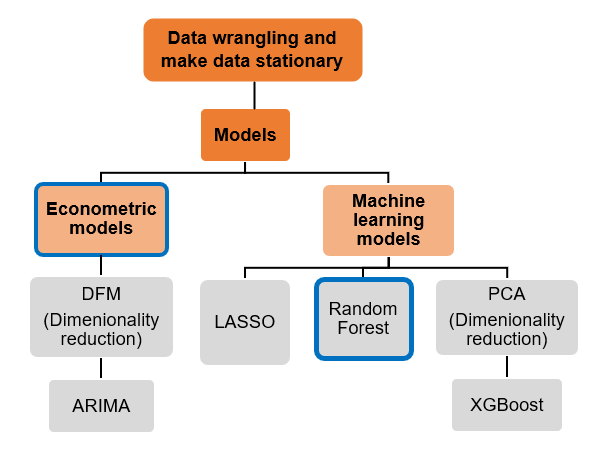 Data wrangling and
make data stationary
Models
Econometric
models
Machine
learning
models
DFM
(Dimenionality
reduction)
LASSO
Random
Forest
PCA
(Dimenionality
reduction)
ARIMA
XGBoost